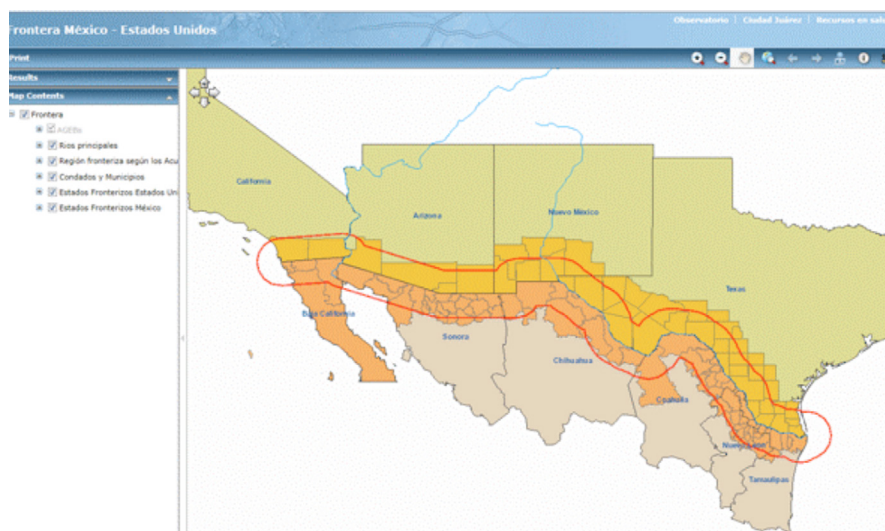 Frontera México - Estados Unidos
Observatorio | Ciudad Juárez | Recursos en salu
Print
Results
Map Contents
Frontera
AGEBs
Rios principales
Región fronteriza según los Acu
Condados y Municipios
Estados Fronterizos Estados Uni
Estados Fronterizos México
California
Arizona
Nuevo México
Texas
Baja California
Sonora
Chihuahua
Coahuila
Nuevo León
Tamaulipas